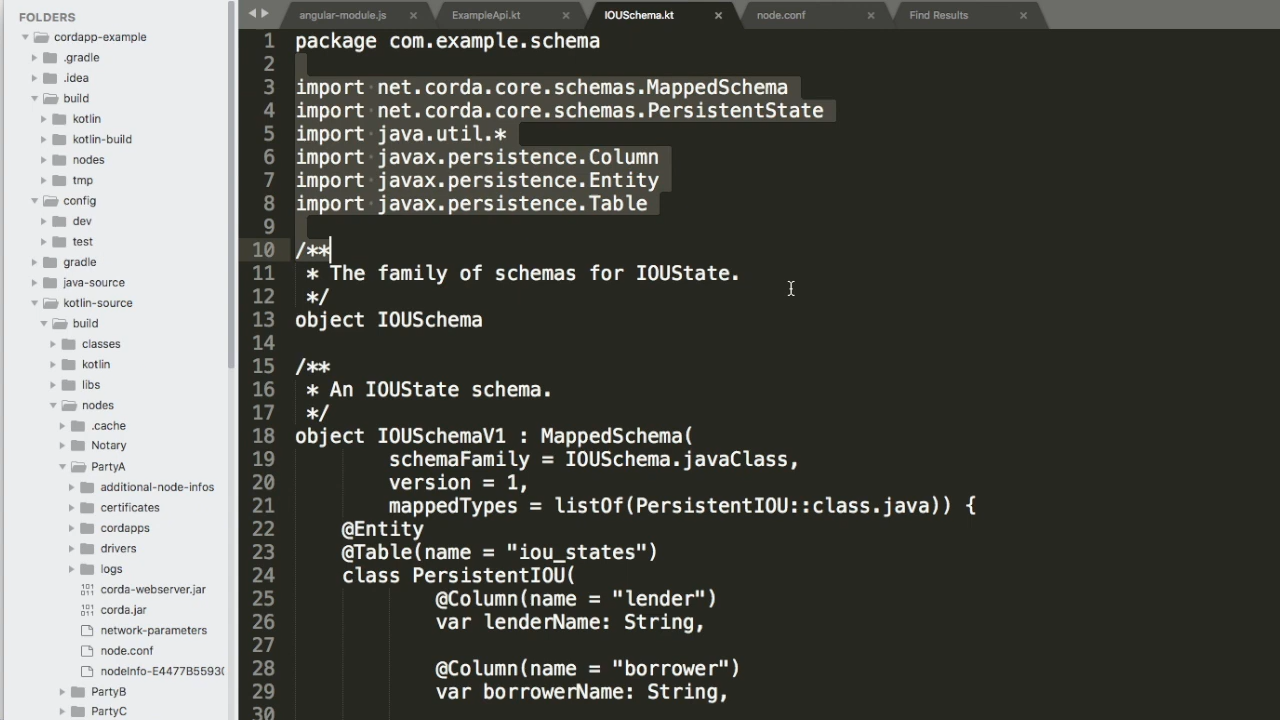 FOLDERS
cordapp-example
.gradle
.idea
build
kotlin
kotlin-build
nodes
tmp
config
dev
test
gradle
java-source
kotlin-source
build
classes
kotlin
libs
nodes
.cache
Notary
PartyA
additional-node-infos
certificates
cordapps
drivers
logs
corda-webserver.jar
corda.jar
network-parameters
node.conf
nodeInfo-E4477B5593
PartyB
PartyC
angular-module.js × ExampleApi.kt × IOUSchema.kt × node.conf × Find Results ×
1 package com.example.schema
2
3 import net.corda.core.schemas.MappedSchema
4 import net.corda.core.schemas.PersistentState
5 import java.util.*
6 import javax.persistence.Column
7 import javax.persistence.Entity
8 import javax.persistence.Table
9
10 /**
11 * The family of schemas for IOUState.
12 */
13 object IOUSchema
14
15 /**
16 * An IOUState schema.
17 */
18 object IOUSchemaV1 : MappedSchema(
19 schemaFamily = IOUSchema.javaClass,
20 version = 1,
21 mappedTypes = listOf(PersistentIOU::class.java)) {
22 @Entity
23 @Table(name = "iou_states")
24 class PersistentIOU(
25 @Column(name = "lender")
26 var lenderName: String,
27
28 @Column(name = "borrower")
29 var borrowerName: String,
30